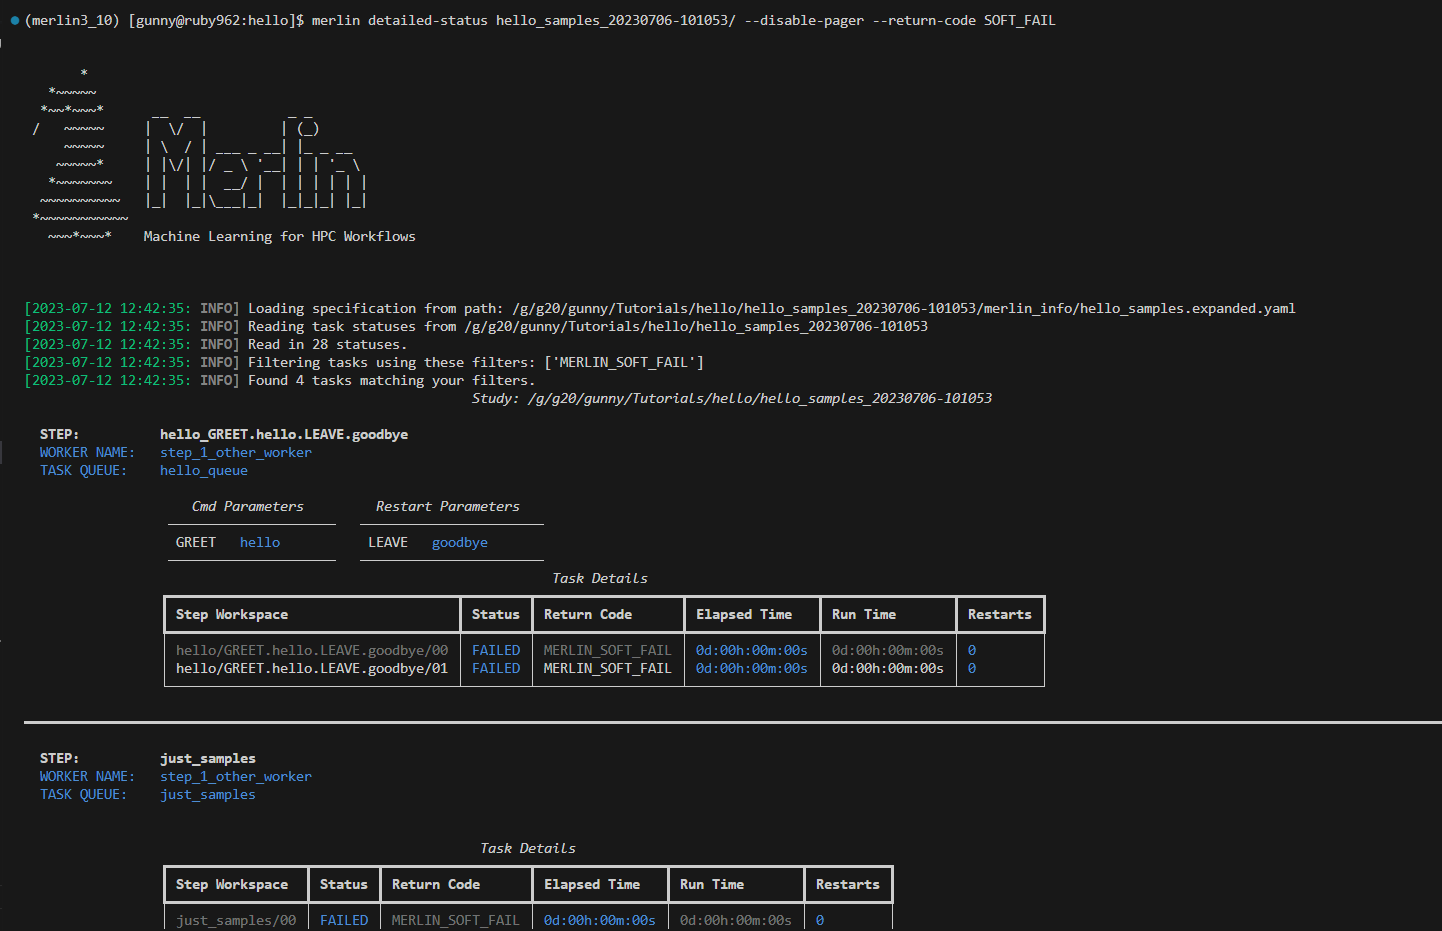 (merlin3_10) [gunny@ruby962:hello]$ merlin detailed-status hello_samples_20230706-101053/ --disable-pager --return-code SOFT_FAIL
Merlin
Machine Learning for HPC Workflows
[2023-07-12 12:42:35: INFO] Loading specification from path: /g/g20/gunny/Tutorials/hello/hello_samples_20230706-101053/merlin_info/hello_samples.expanded.yaml
[2023-07-12 12:42:35: INFO] Reading task statuses from /g/g20/gunny/Tutorials/hello/hello_samples_20230706-101053
[2023-07-12 12:42:35: INFO] Read in 28 statuses.
[2023-07-12 12:42:35: INFO] Filtering tasks using these filters: ['MERLIN_SOFT_FAIL']
[2023-07-12 12:42:35: INFO] Found 4 tasks matching your filters.
Study: /g/g20/gunny/Tutorials/hello/hello_samples_20230706-101053
STEP: hello_GREET.hello.LEAVE.goodbye
WORKER NAME: step_1_other_worker
TASK QUEUE: hello_queue
Cmd Parameters Restart Parameters
GREET hello LEAVE goodbye
Task Details
Step Workspace Status Return Code Elapsed Time Run Time Restarts
hello/GREET.hello.LEAVE.goodbye/00 FAILED MERLIN_SOFT_FAIL 0d:00h:00m:00s 0d:00h:00m:00s 0
hello/GREET.hello.LEAVE.goodbye/01 FAILED MERLIN_SOFT_FAIL 0d:00h:00m:00s 0d:00h:00m:00s 0
STEP: just_samples
WORKER NAME: step_1_other_worker
TASK QUEUE: just_samples
Task Details
Step Workspace Status Return Code Elapsed Time Run Time Restarts
just_samples/00 FAILED MERLIN_SOFT_FAIL 0d:00h:00m:00s 0d:00h:00m:00s 0